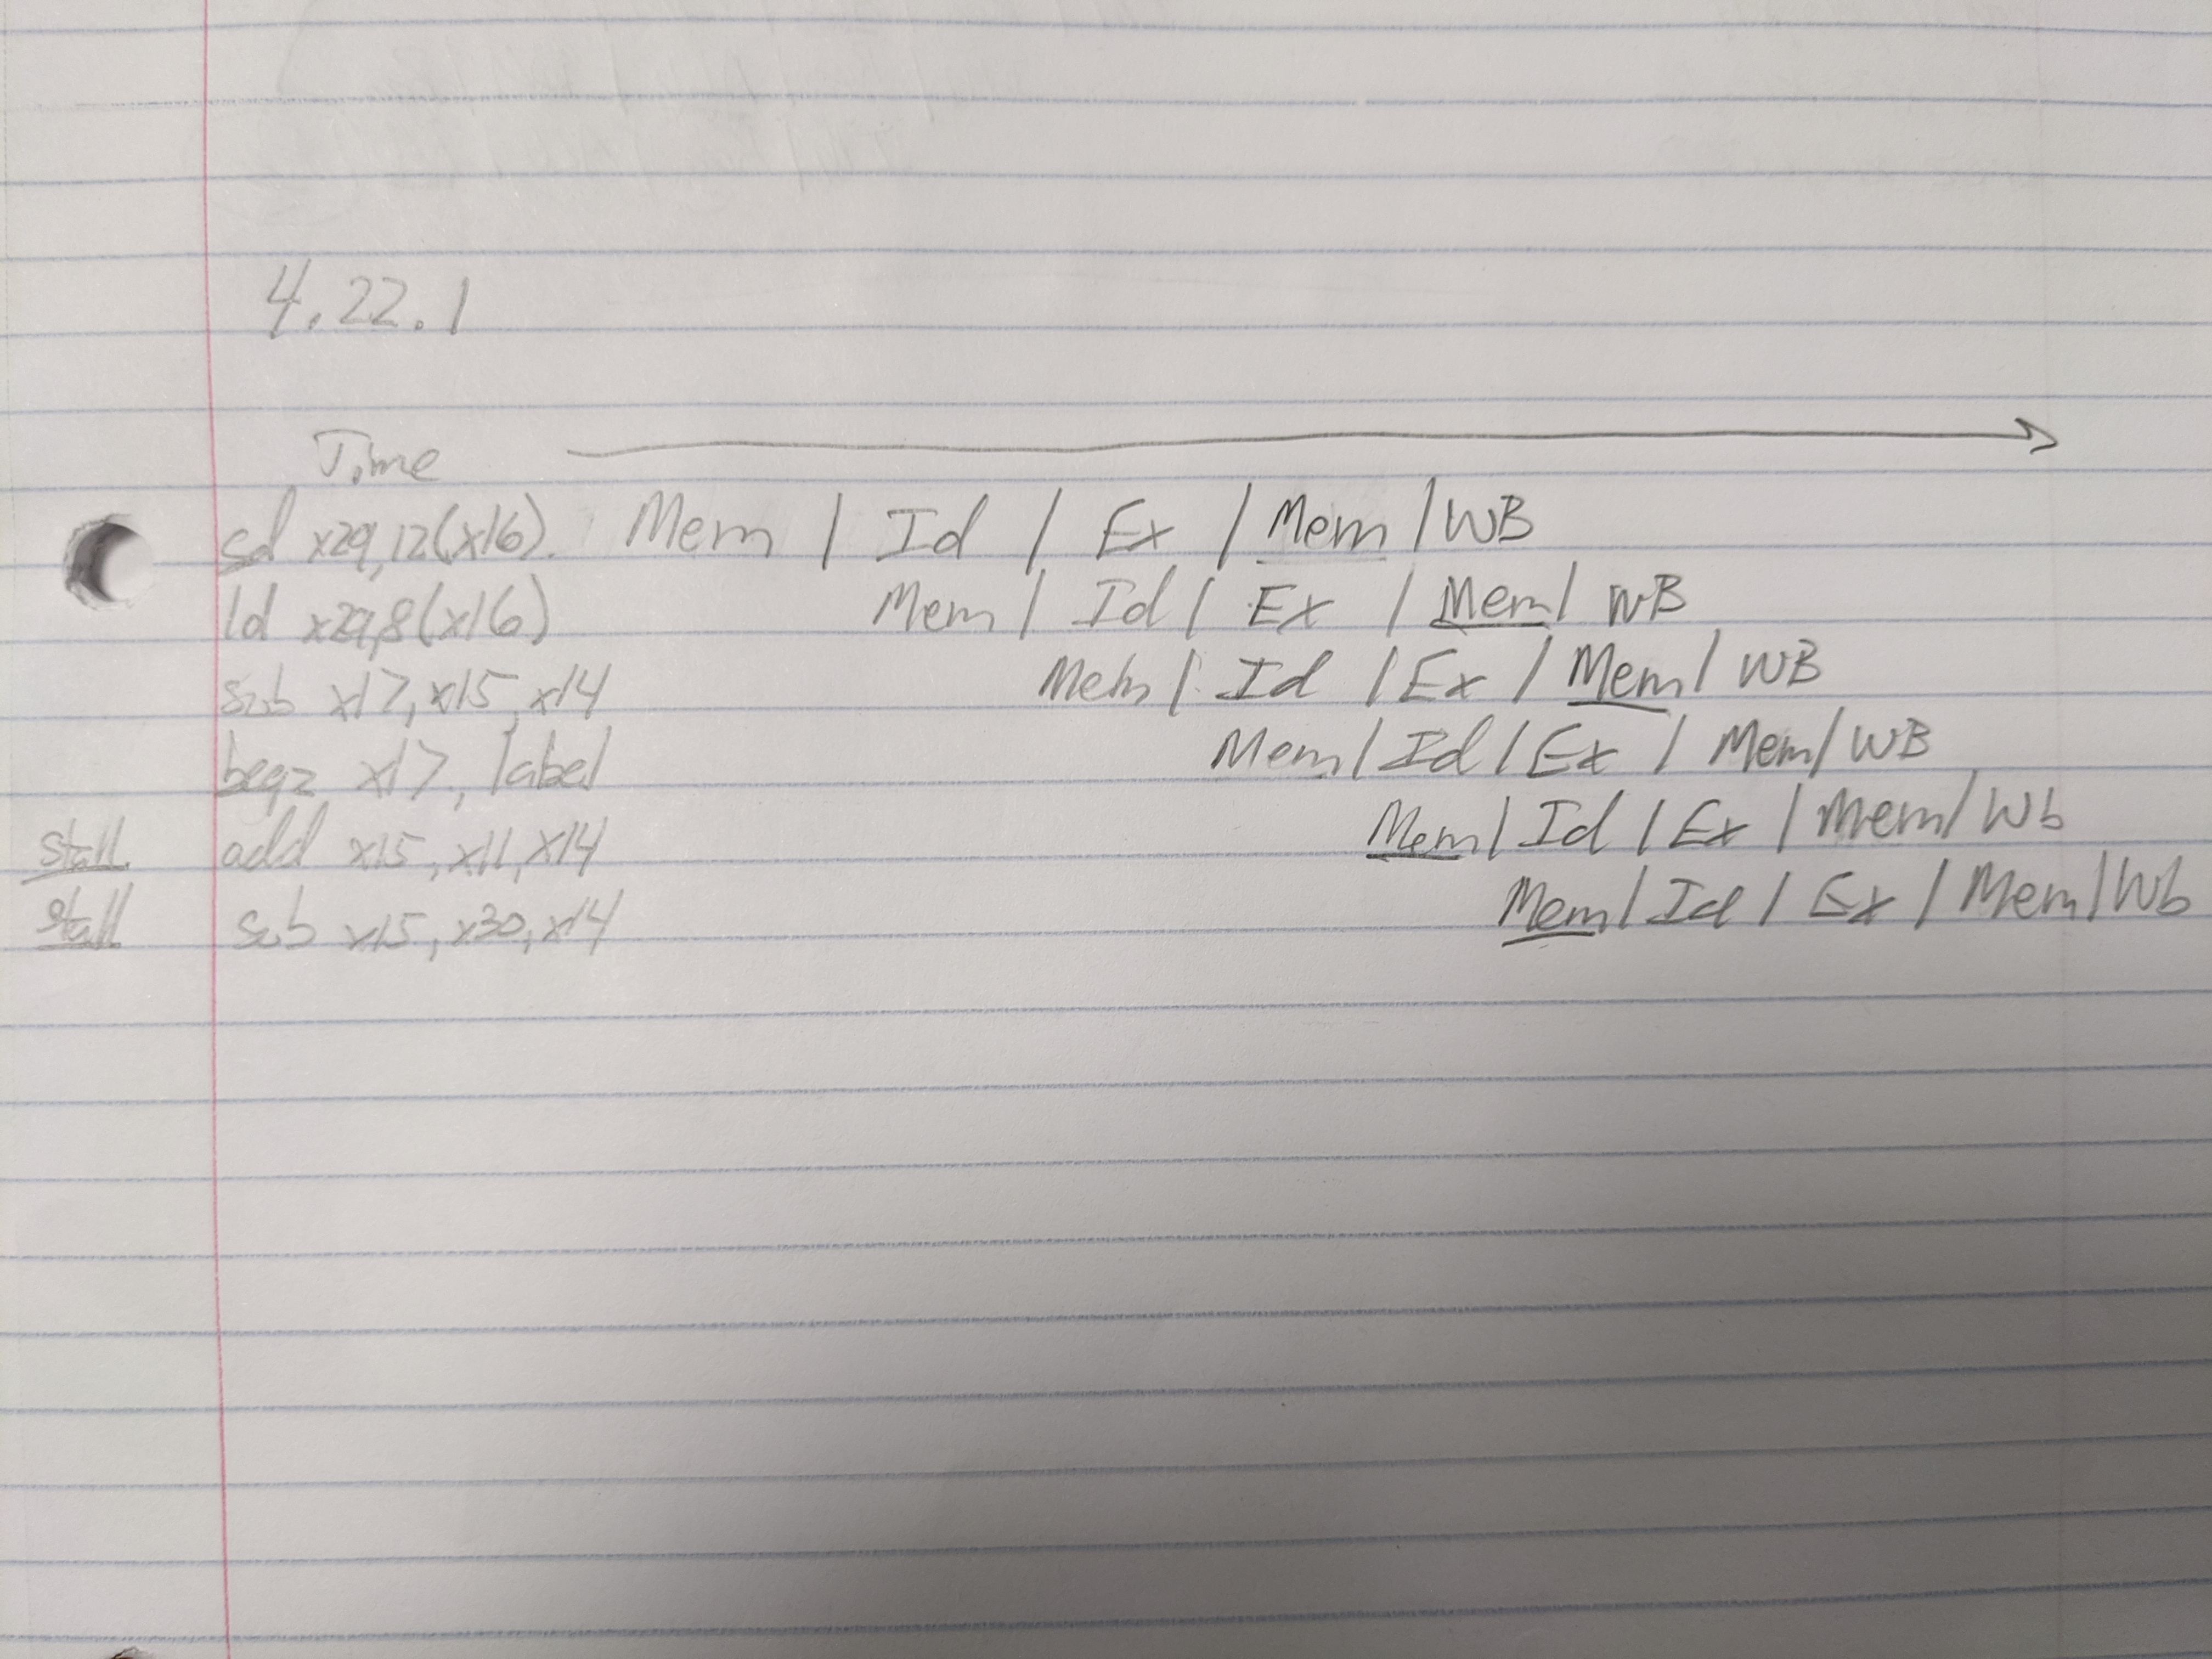 4.22.1
Time
sd x29,12(x16). Mem | Id | Ex | Mem | WB
ld x29,8(x16) Mem | Id | Ex | Mem | WB
sub x17, x15, x14 Mem | Id | Ex | Mem | WB
beqz x17, label Mem | Id | Ex | Mem | WB
stall add x15, x11, x14 Mem | Id | Ex | Mem | Wb
stall sub x15, x30, x14 Mem | Id | Ex | Mem | Wb